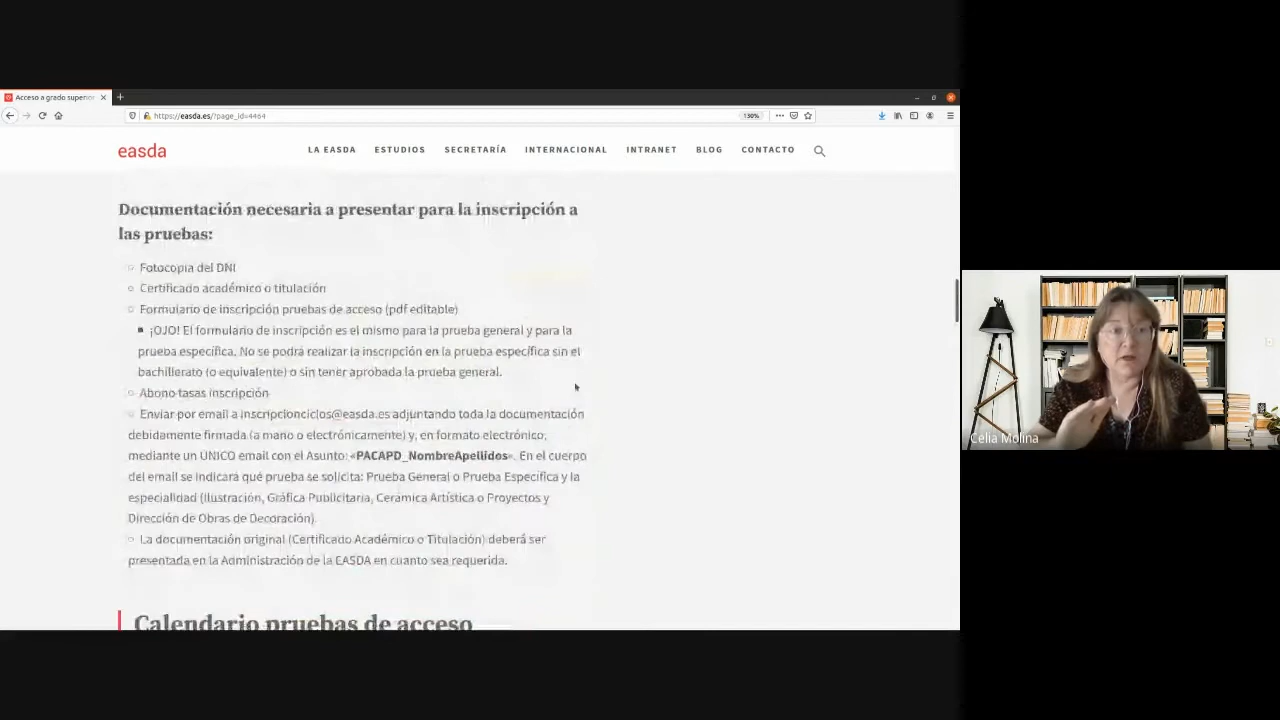 Acceso a grado superior
https://easda.es/?page_id=4464
130%
easda
LA EASDA ESTUDIOS SECRETARÍA INTERNACIONAL INTRANET BLOG CONTACTO
Documentación necesaria a presentar para la inscripción a
las pruebas:
Fotocopia del DNI
Certificado académico o titulación
Formulario de inscripción pruebas de acceso (pdf editable)
¡OJO! El formulario de inscripción es el mismo para la prueba general y para la
prueba específica. No se podrá realizar la inscripción en la prueba específica sin el
bachillerato (o equivalente) o sin tener aprobada la prueba general.
Abono tasas inscripción
Enviar por email a inscripcionciclos@easda.es adjuntando toda la documentación
debidamente firmada (a mano o electrónicamente) y, en formato electrónico,
mediante un ÚNICO email con el Asunto: «PACAPD_NombreApellidos». En el cuerpo
del email se indicará qué prueba se solicita: Prueba General o Prueba Específica y la
especialidad (Ilustración, Gráfica Publicitaria, Cerámica Artística o Proyectos y
Dirección de Obras de Decoración).
La documentación original (Certificado Académico o Titulación) deberá ser
presentada en la Administración de la EASDA en cuanto sea requerida.
Calendario pruebas de acceso
Celia Molina